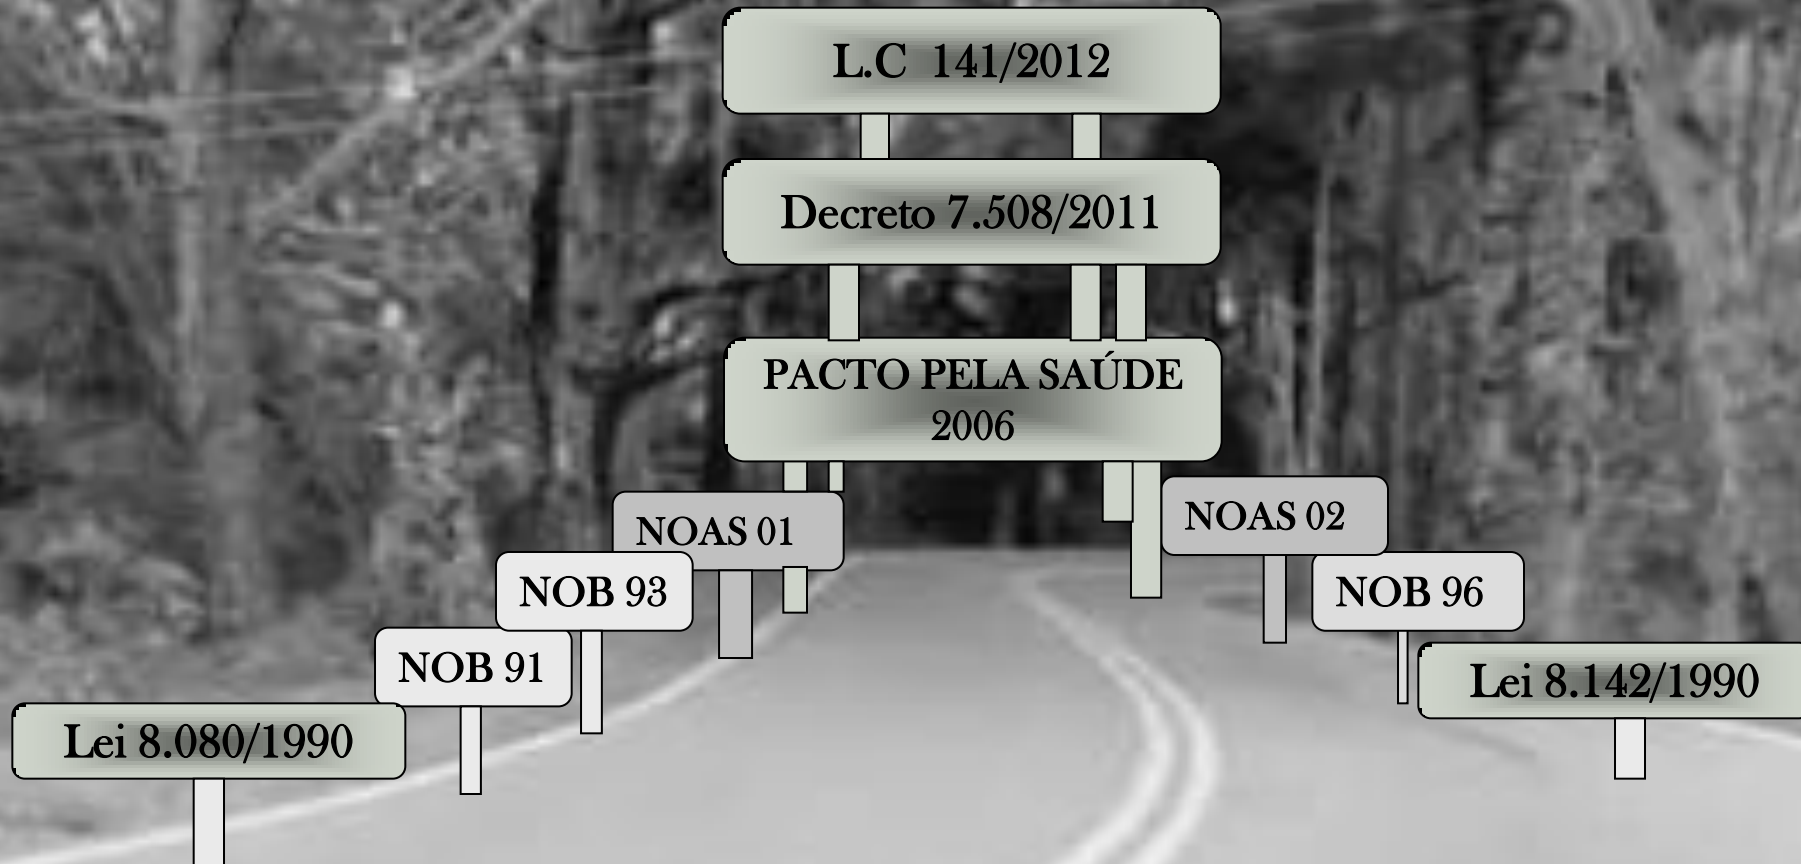 L.C 141/2012
Decreto 7.508/2011
PACTO PELA SAÚDE
2006
NOAS 01
NOAS 02
NOB 93
NOB 96
NOB 91
Lei 8.142/1990
Lei 8.080/1990